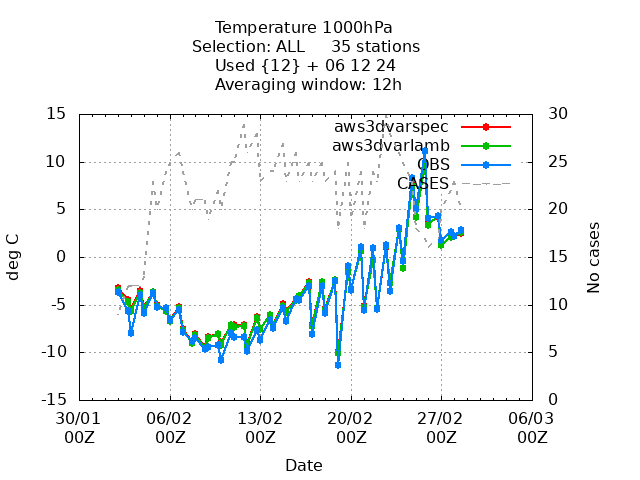 Temperature 1000hPa
Selection: ALL 35 stations
Used {12} + 06 12 24
Averaging window: 12h
15
10
5
0
-5
-10
-15
deg C
30
25
20
15
10
5
0
No cases
aws3dvarspec
aws3dvarlamb
OBS
CASES
30/01 06/02 13/02 20/02 27/02 06/03
00Z 00Z 00Z 00Z 00Z 00Z
Date